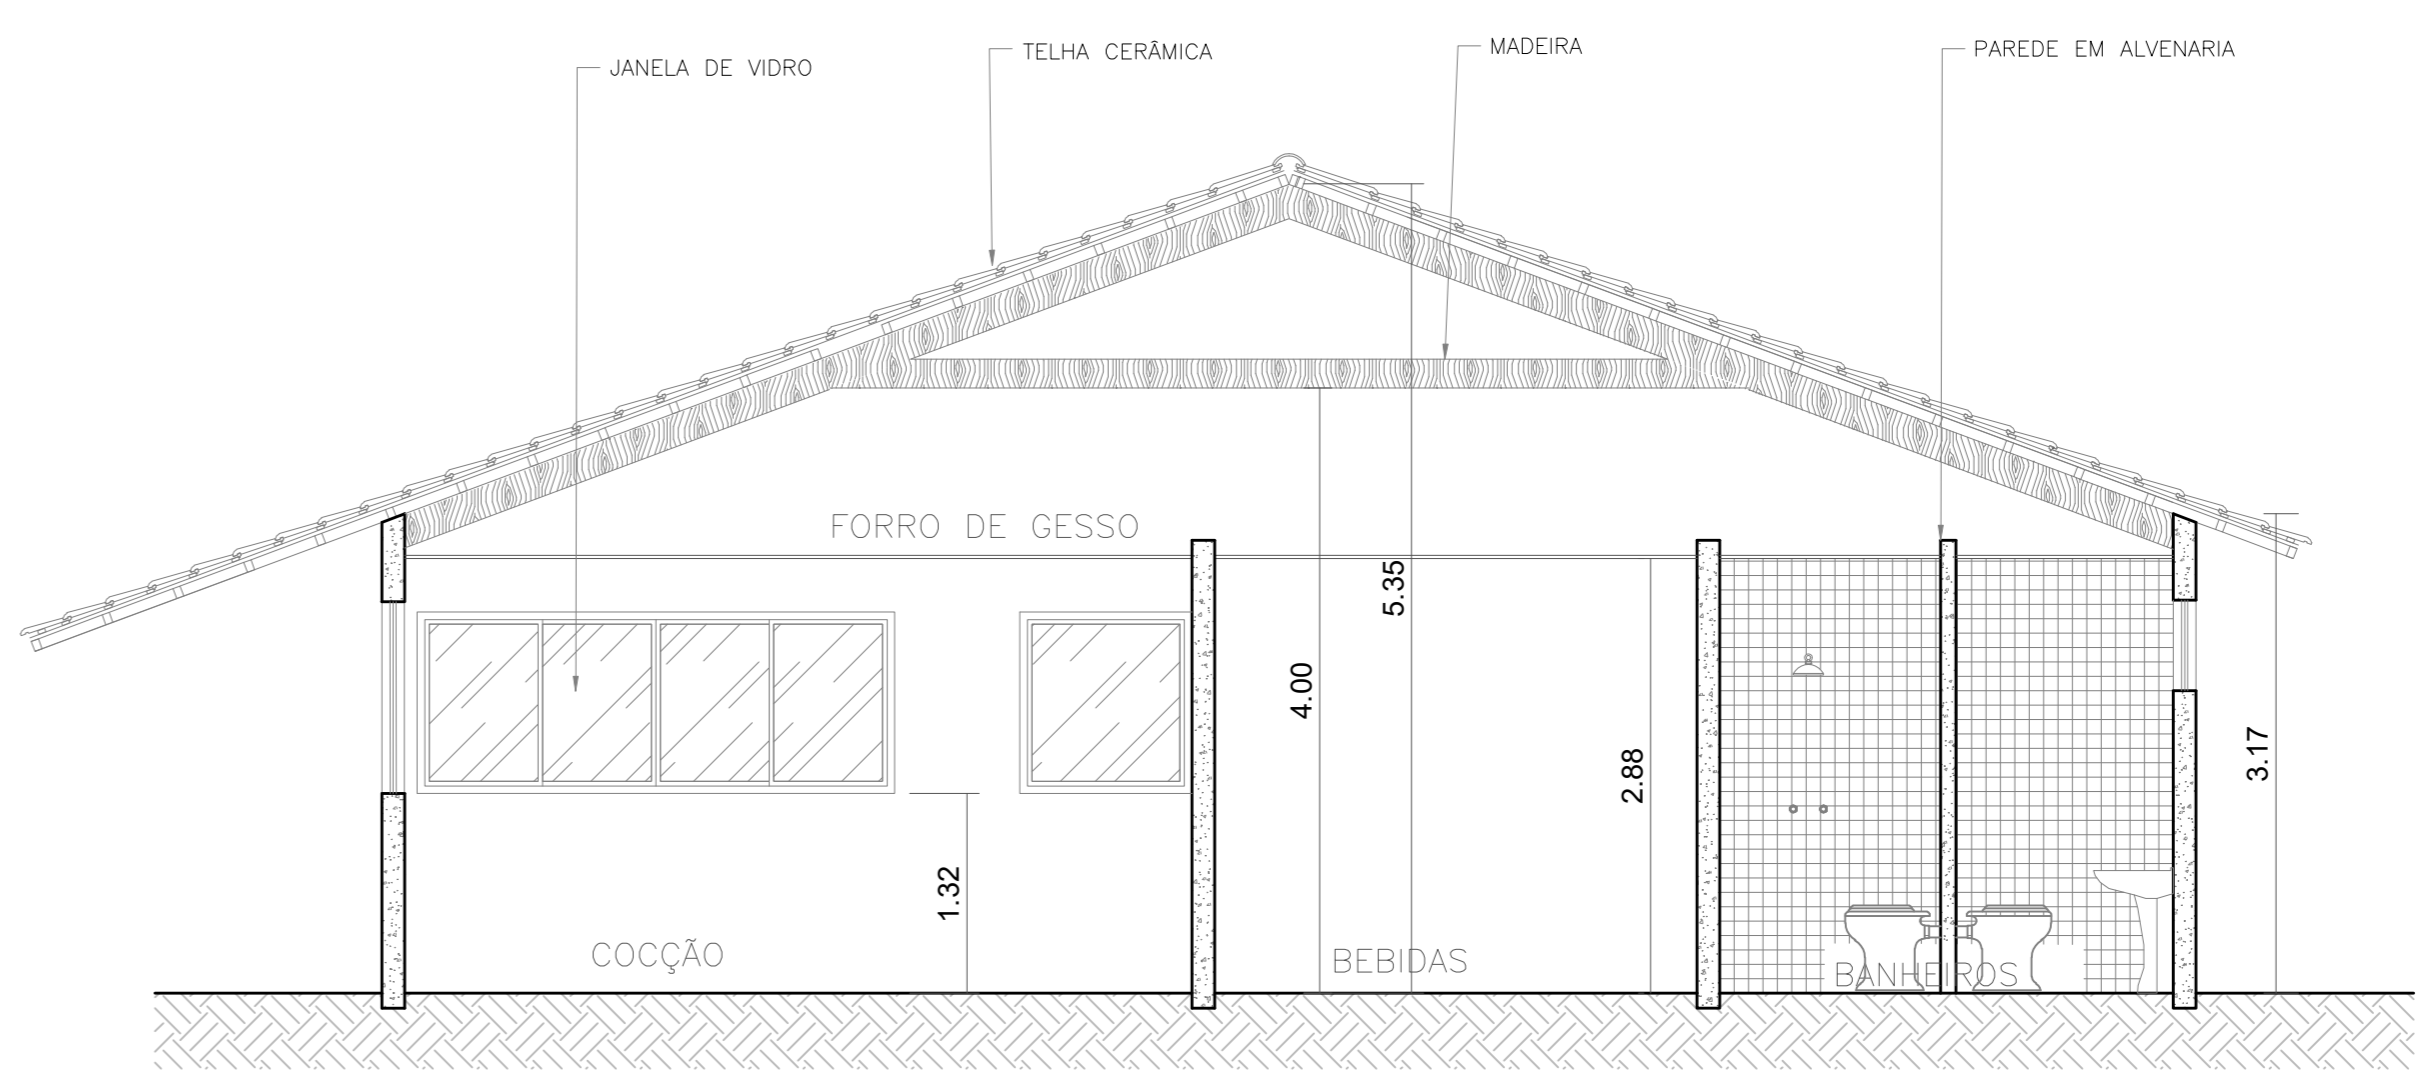 JANELA DE VIDRO
TELHA CERÂMICA
MADEIRA
PAREDE EM ALVENARIA
FORRO DE GESSO
5.35
4.00
2.88
3.17
1.32
COCÇÃO
BEBIDAS
BANHEIROS